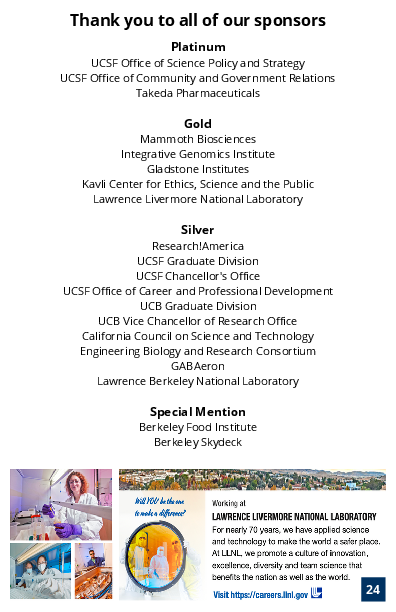 Thank you to all of our sponsors
Platinum
UCSF Office of Science Policy and Strategy
UCSF Office of Community and Government Relations
Takeda Pharmaceuticals
Gold
Mammoth Biosciences
Integrative Genomics Institute
Gladstone Institutes
Kavli Center for Ethics, Science and the Public
Lawrence Livermore National Laboratory
Silver
Research!America
UCSF Graduate Division
UCSF Chancellor's Office
UCSF Office of Career and Professional Development
UCB Graduate Division
UCB Vice Chancellor of Research Office
California Council on Science and Technology
Engineering Biology and Research Consortium
GABAeron
Lawrence Berkeley National Laboratory
Special Mention
Berkeley Food Institute
Berkeley Skydeck
Will YOU be the one
to make a difference?
Working at
LAWRENCE LIVERMORE NATIONAL LABORATORY
For nearly 70 years, we have applied science
and technology to make the world a safer place.
At LLNL, we promote a culture of innovation,
excellence, diversity and team science that
benefits the nation as well as the world.
Visit https://careers.llnl.gov
24